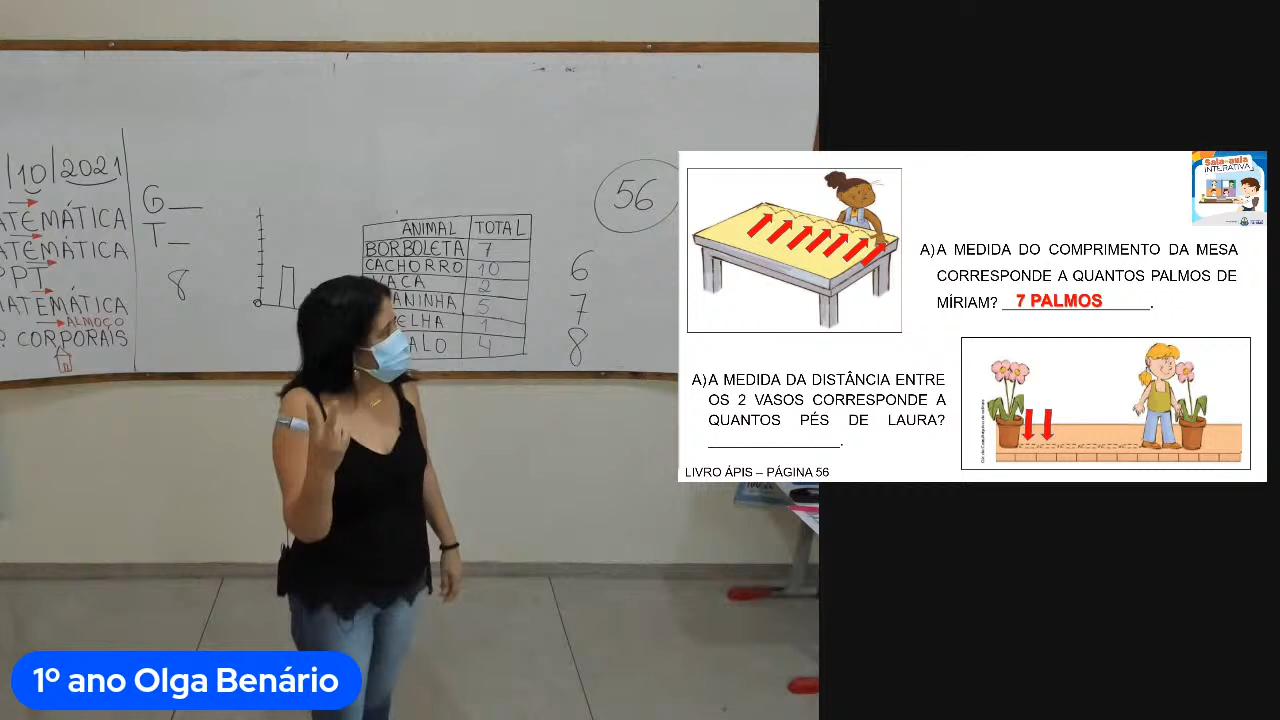 /10/2021
ATEMÁTICA
ATEMÁTICA
PPT
MATEMÁTICA
ALMOÇO
CORPORAIS
G
T
8
ANIMAL TOTAL
BORBOLETA 7
CACHORRO 10
VACA 2
ANINHA 5
ELHA 1
ALO 4
6
7
8
56
Sala de aula
INTERATIVA
A) A MEDIDA DO COMPRIMENTO DA MESA
CORRESPONDE A QUANTOS PALMOS DE
MÍRIAM? 7 PALMOS.
A) A MEDIDA DA DISTÂNCIA ENTRE
OS 2 VASOS CORRESPONDE A
QUANTOS PÉS DE LAURA?
.
LIVRO ÁPIS – PÁGINA 56
1º ano Olga Benário